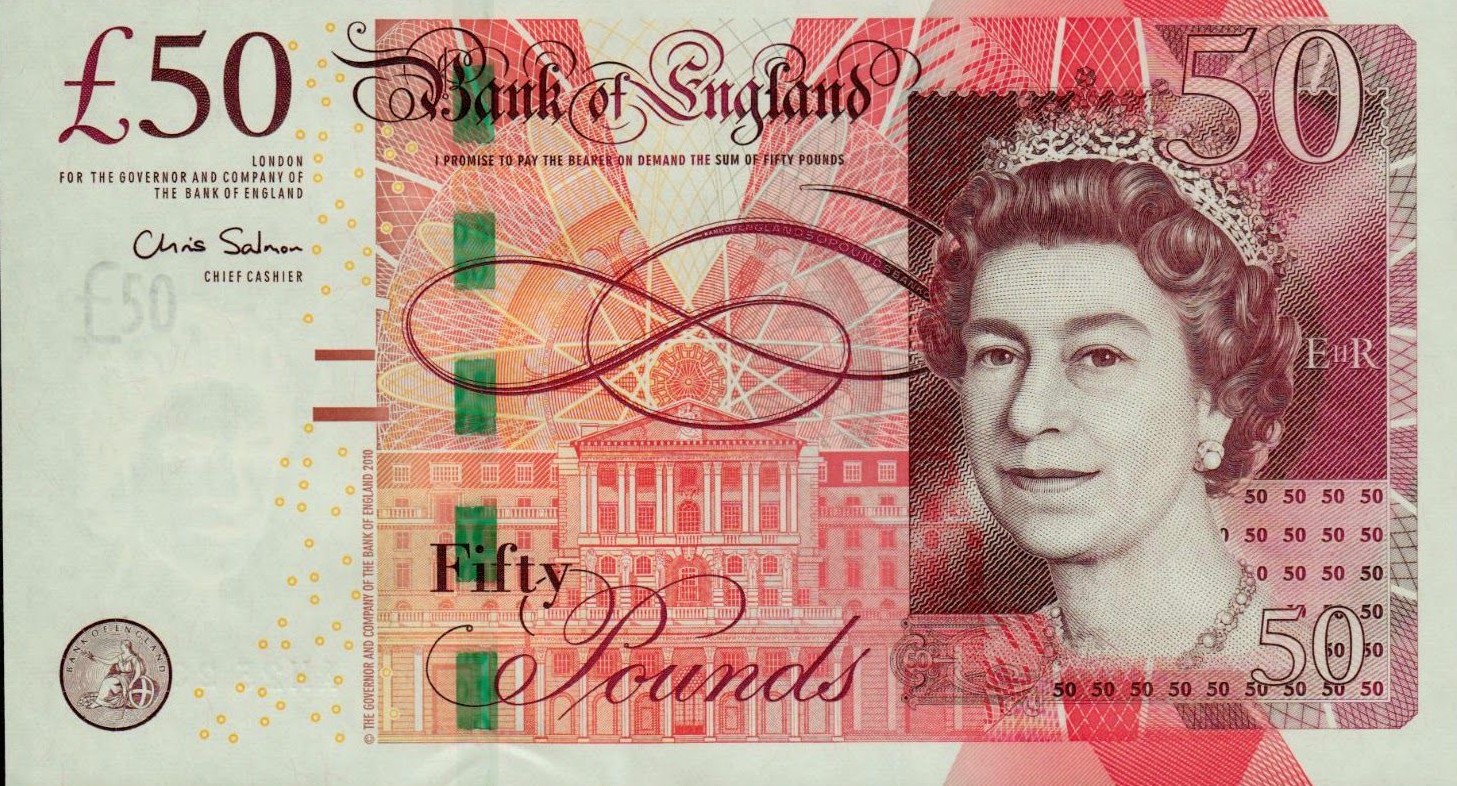 £50
Bank of England
50
LONDON
FOR THE GOVERNOR AND COMPANY OF
THE BANK OF ENGLAND
I PROMISE TO PAY THE BEARER ON DEMAND THE SUM OF FIFTY POUNDS
Chris Salmon
CHIEF CASHIER
£50
EIIR
© THE GOVERNOR AND COMPANY OF THE BANK OF ENGLAND 2010
Fifty
Pounds
BANK OF ENGLAND
50 50 50 50
50 50 50
50 50 50
50
50
50 50
50 50 50 50 50 50 50 50 50